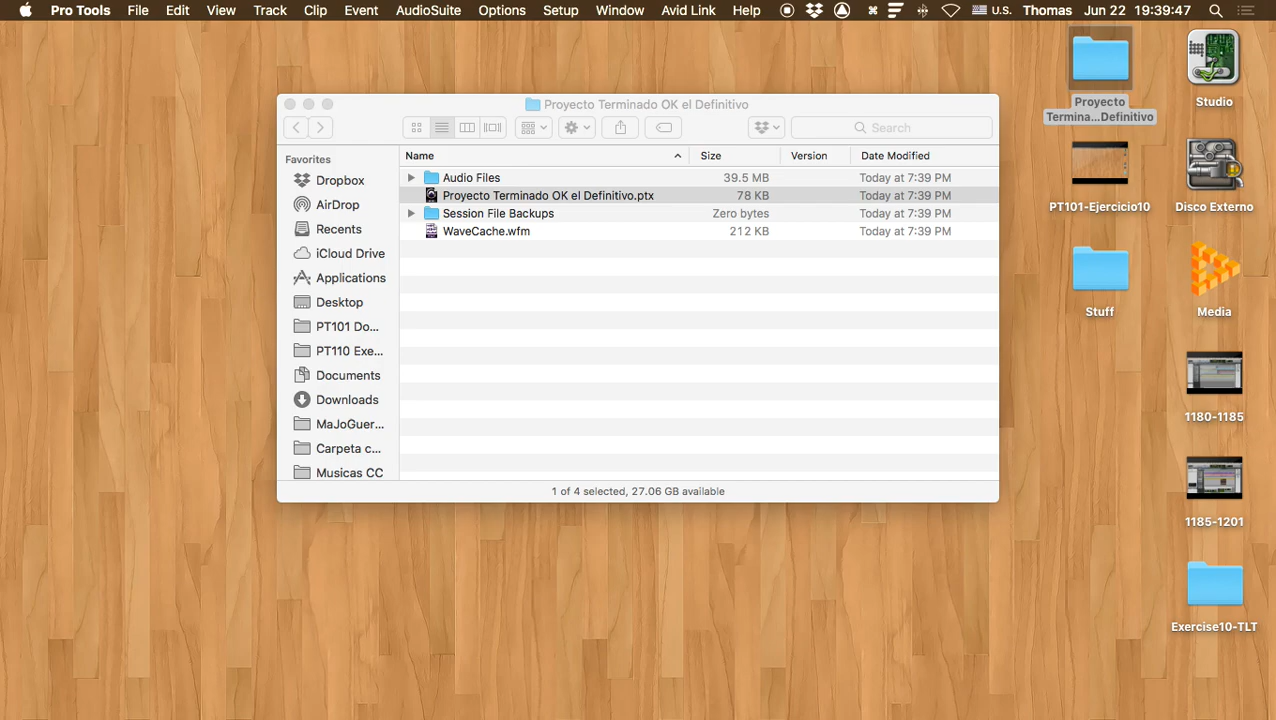 Pro Tools File Edit View Track Clip Event AudioSuite Options Setup Window Avid Link Help U.S. Thomas Jun 22 19:39:47
Proyecto Terminado OK el Definitivo
Search
Favorites
Dropbox
AirDrop
Recents
iCloud Drive
Applications
Desktop
PT101 Do...
PT110 Exe...
Documents
Downloads
MaJoGuer...
Carpeta c...
Musicas CC
Name Size Version Date Modified
Audio Files 39.5 MB Today at 7:39 PM
Proyecto Terminado OK el Definitivo.ptx 78 KB Today at 7:39 PM
Session File Backups Zero bytes Today at 7:39 PM
WaveCache.wfm 212 KB Today at 7:39 PM
1 of 4 selected, 27.06 GB available
Proyecto
Termina...Definitivo
PT101-Ejercicio10
Stuff
Studio
Disco Externo
Media
1180-1185
1185-1201
Exercise10-TLT